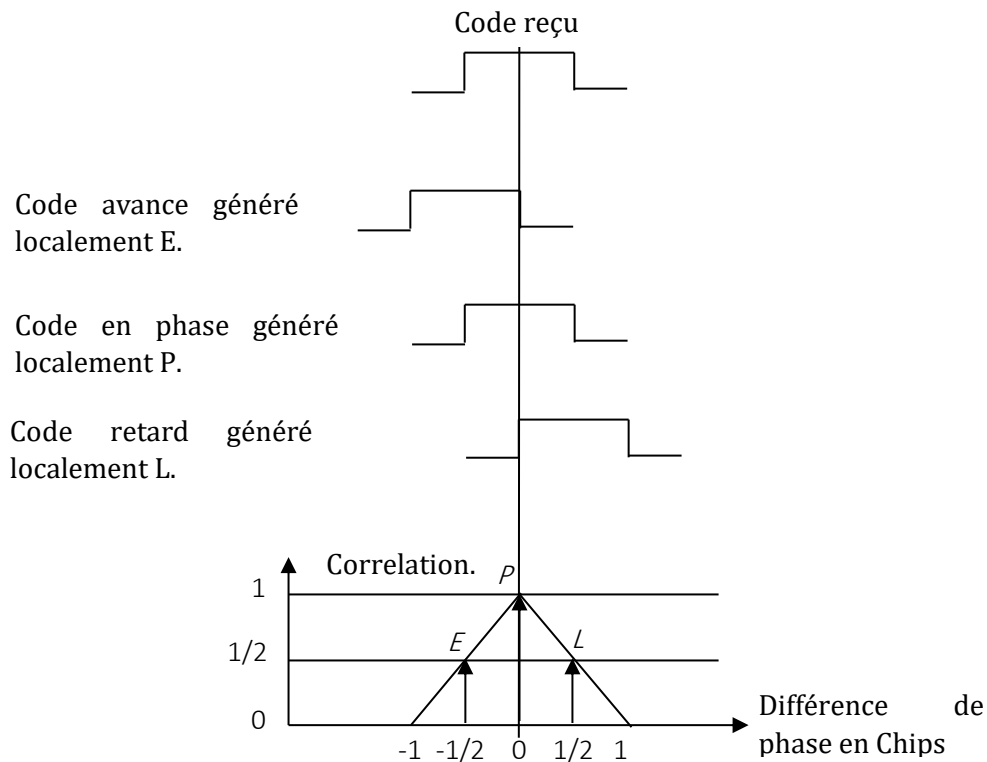 Code reçu
Code avance généré
localement E.
Code en phase généré
localement P.
Code retard généré
localement L.
Correlation.
P
1
E
L
1/2
0
Différence de
phase en Chips
-1 -1/2 0 1/2 1